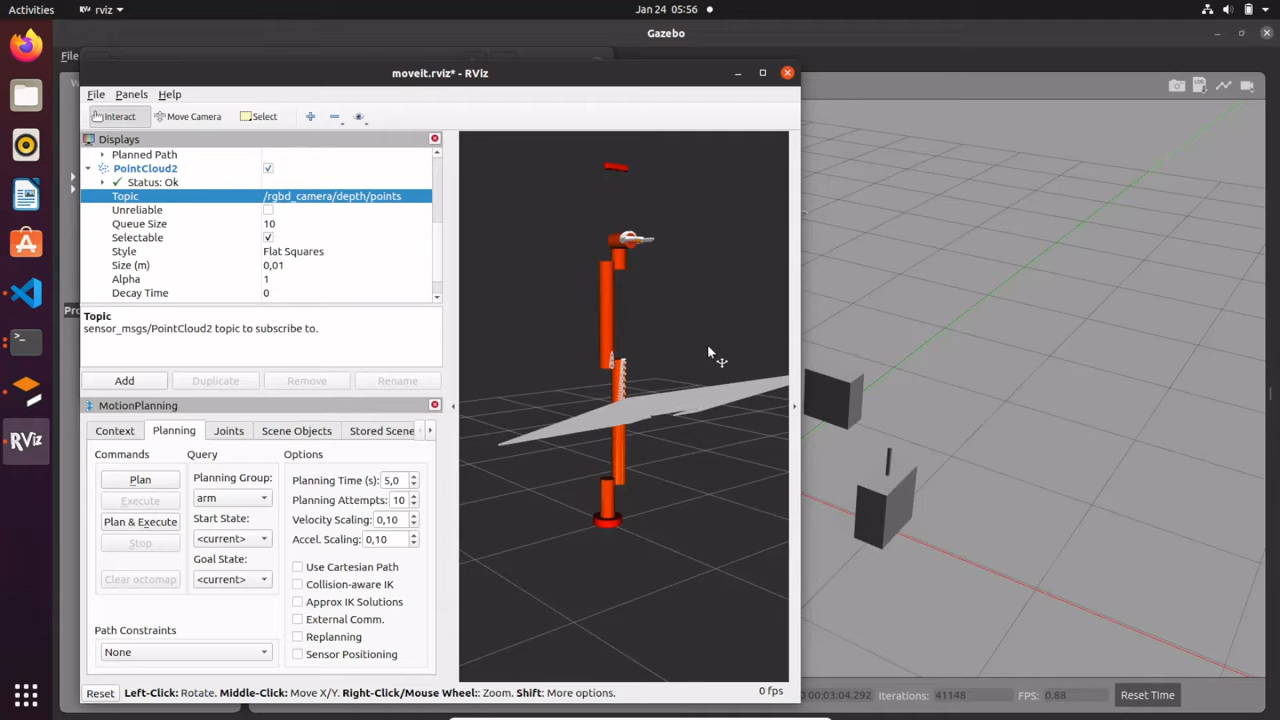 Activities
rviz
Jan 24 05:56
Gazebo
File
moveit.rviz* - RViz
File
Panels
Help
Interact
Move Camera
Select
Displays
Planned Path
PointCloud2
Status: Ok
Topic /rgbd_camera/depth/points
Unreliable
Queue Size 10
Selectable
Style Flat Squares
Size (m) 0,01
Alpha 1
Decay Time 0
Topic
sensor_msgs/PointCloud2 topic to subscribe to.
Add
Duplicate
Remove
Rename
MotionPlanning
Context
Planning
Joints
Scene Objects
Stored Scene
Commands
Plan
Execute
Plan & Execute
Stop
Clear octomap
Query
Planning Group:
arm
Start State:
<current>
Goal State:
<current>
Options
Planning Time (s): 5,0
Planning Attempts: 10
Velocity Scaling: 0,10
Accel. Scaling: 0,10
Use Cartesian Path
Collision-aware IK
Approx IK Solutions
External Comm.
Replanning
Sensor Positioning
Path Constraints
None
Reset
Left-Click: Rotate. Middle-Click: Move X/Y. Right-Click/Mouse Wheel:: Zoom. Shift: More options.
0 fps
RViz
00:03:04.292
Iterations: 41148
FPS: 0.88
Reset Time